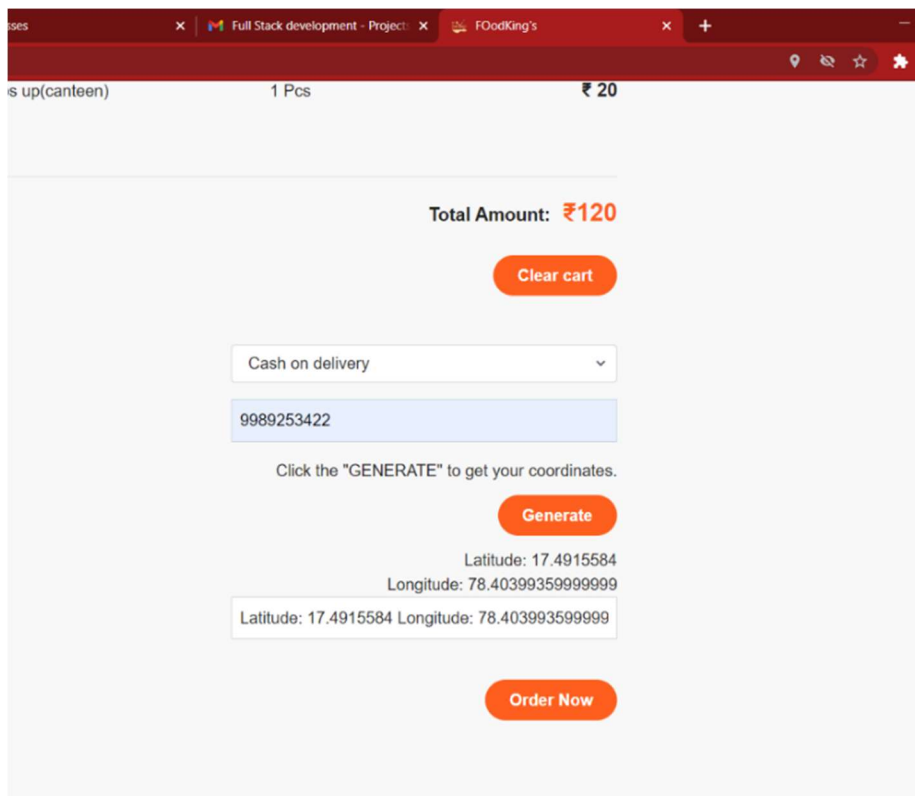 sses
Full Stack development - Projects
FOodKing's
s up(canteen) 1 Pcs ₹ 20
Total Amount: ₹120
Clear cart
Cash on delivery
9989253422
Click the "GENERATE" to get your coordinates.
Generate
Latitude: 17.4915584
Longitude: 78.40399359999999
Latitude: 17.4915584 Longitude: 78.403993599999
Order Now